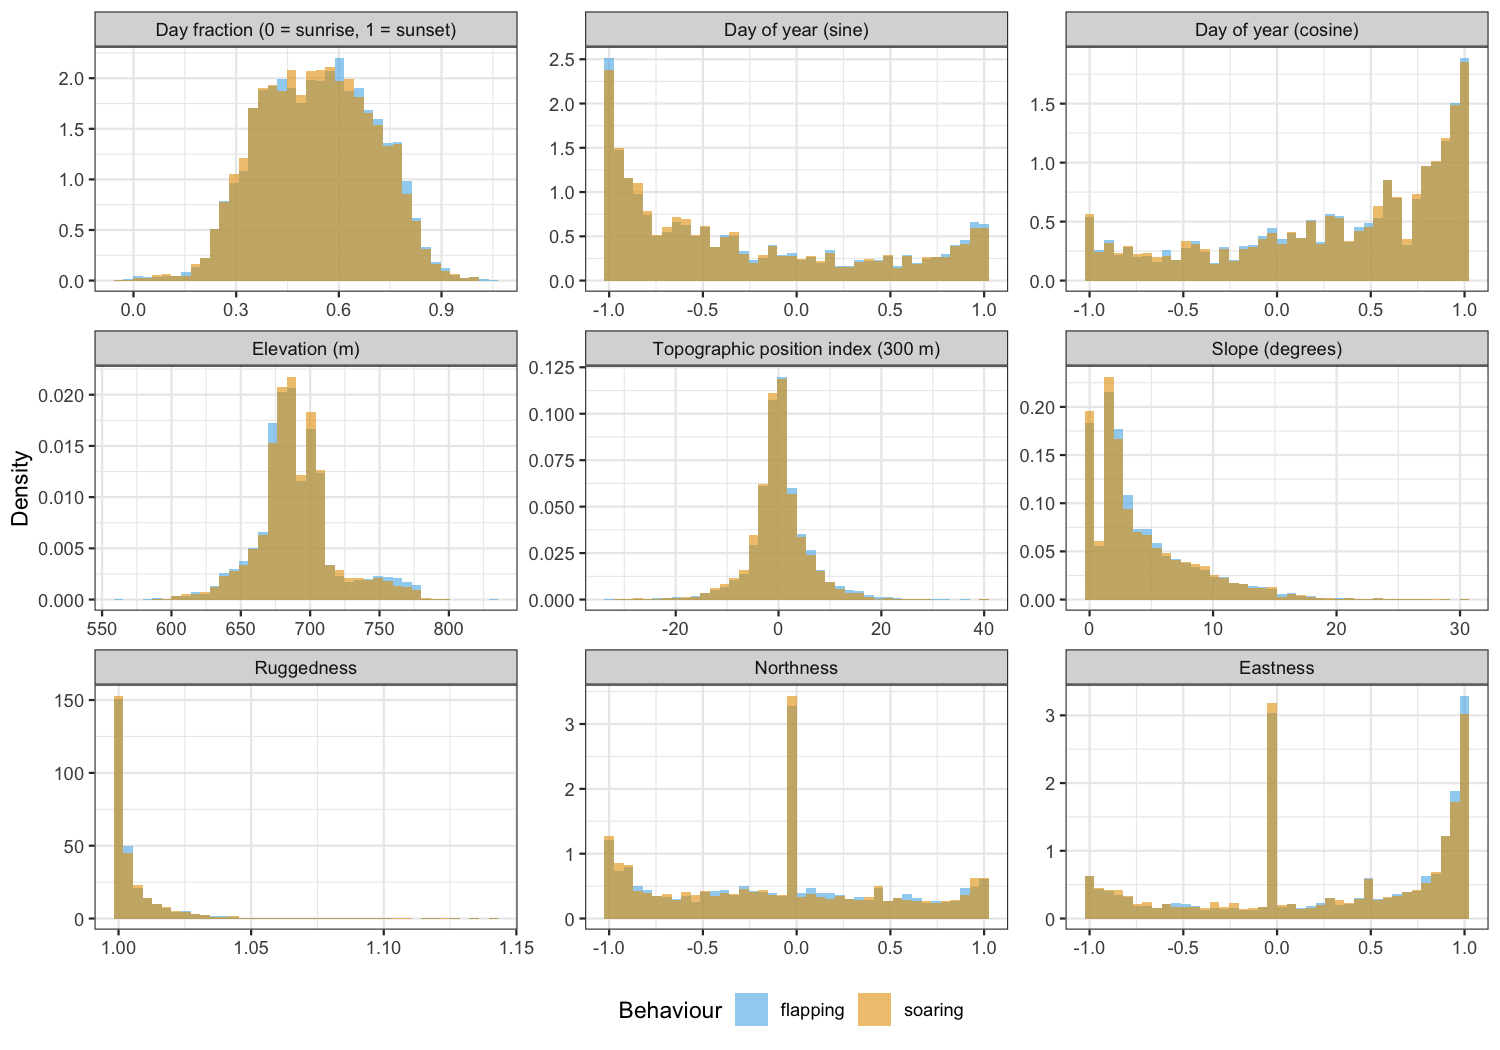 Day fraction (0 = sunrise, 1 = sunset)
Day of year (sine)
Day of year (cosine)
2.0
1.5
1.0
0.5
0.0
0.0 0.3 0.6 0.9
2.5
2.0
1.5
1.0
0.5
0.0
-1.0 -0.5 0.0 0.5 1.0
1.5
1.0
0.5
0.0
-1.0 -0.5 0.0 0.5 1.0
Elevation (m)
Topographic position index (300 m)
Slope (degrees)
0.020
0.015
0.010
0.005
0.000
550 600 650 700 750 800
0.125
0.100
0.075
0.050
0.025
0.000
-20 0 20 40
0.20
0.15
0.10
0.05
0.00
0 10 20 30
Density
Ruggedness
Northness
Eastness
150
100
50
0
1.00 1.05 1.10 1.15
3
2
1
0
-1.0 -0.5 0.0 0.5 1.0
3
2
1
0
-1.0 -0.5 0.0 0.5 1.0
Behaviour flapping soaring